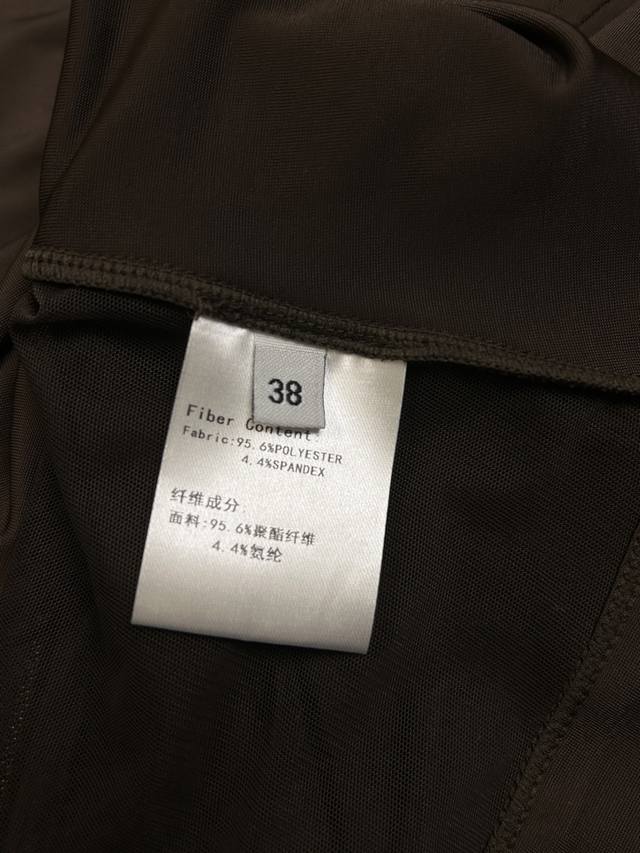 38
Fiber Content:
Fabric:95.6%POLYESTER
4.4%SPANDEX
纤维成分:
面料:95.6%聚酯纤维
4.4%氨纶